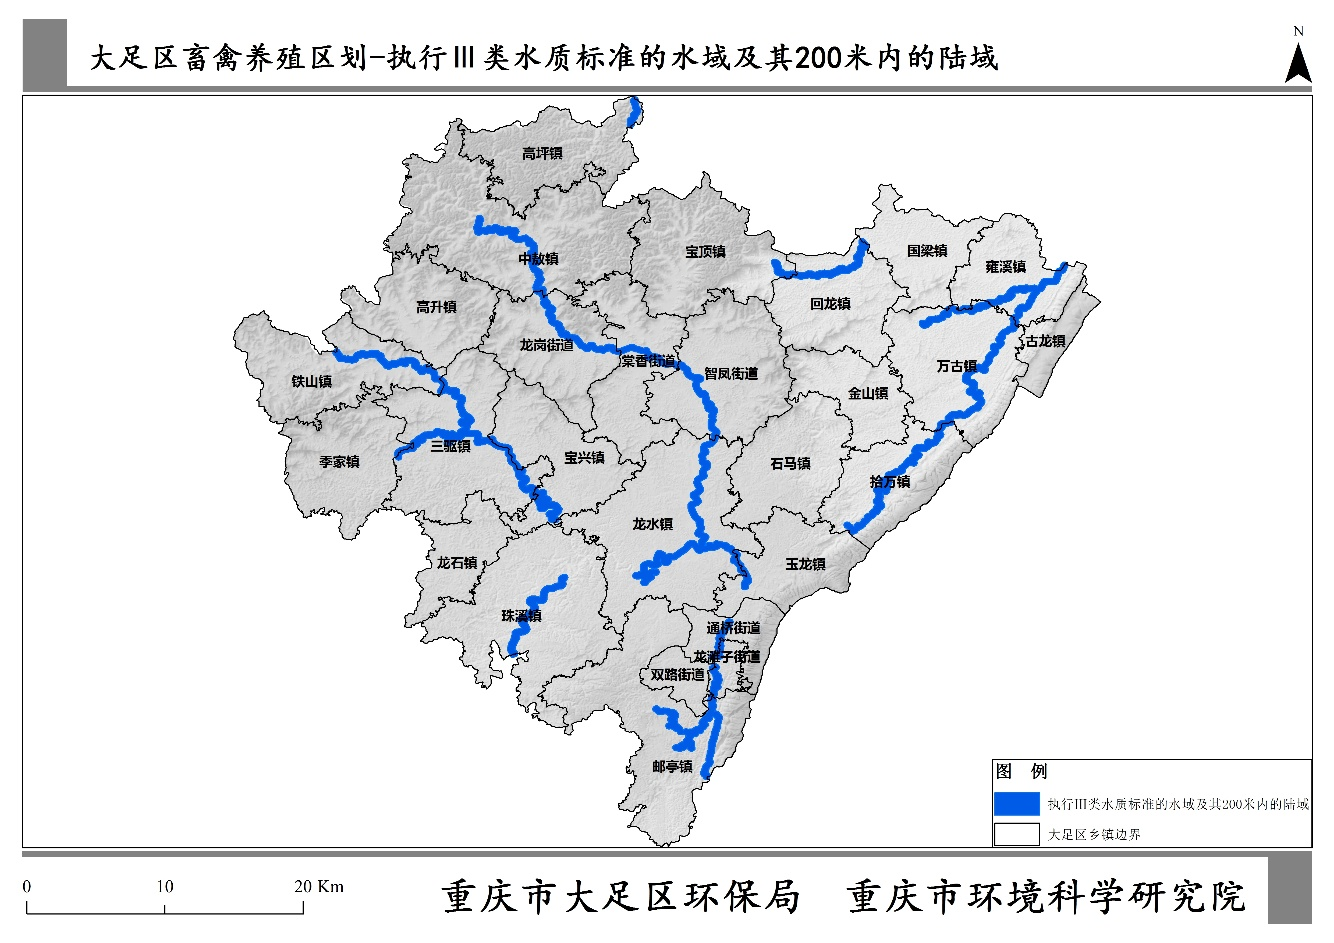 大足区畜禽养殖区划-执行Ⅲ类水质标准的水域及其200米内的陆域
N
高坪镇
中敖镇
宝顶镇
国梁镇
雍溪镇
高升镇
回龙镇
龙岗街道
棠香街道
古龙镇
铁山镇
智凤街道
万古镇
金山镇
三驱镇
季家镇
宝兴镇
石马镇
拾万镇
龙水镇
龙石镇
玉龙镇
珠溪镇
通桥街道
龙滩子街道
双路街道
邮亭镇
图 例
执行Ⅲ类水质标准的水域及其200米内的陆域
大足区乡镇边界
0 10 20 Km
重庆市大足区环保局 重庆市环境科学研究院